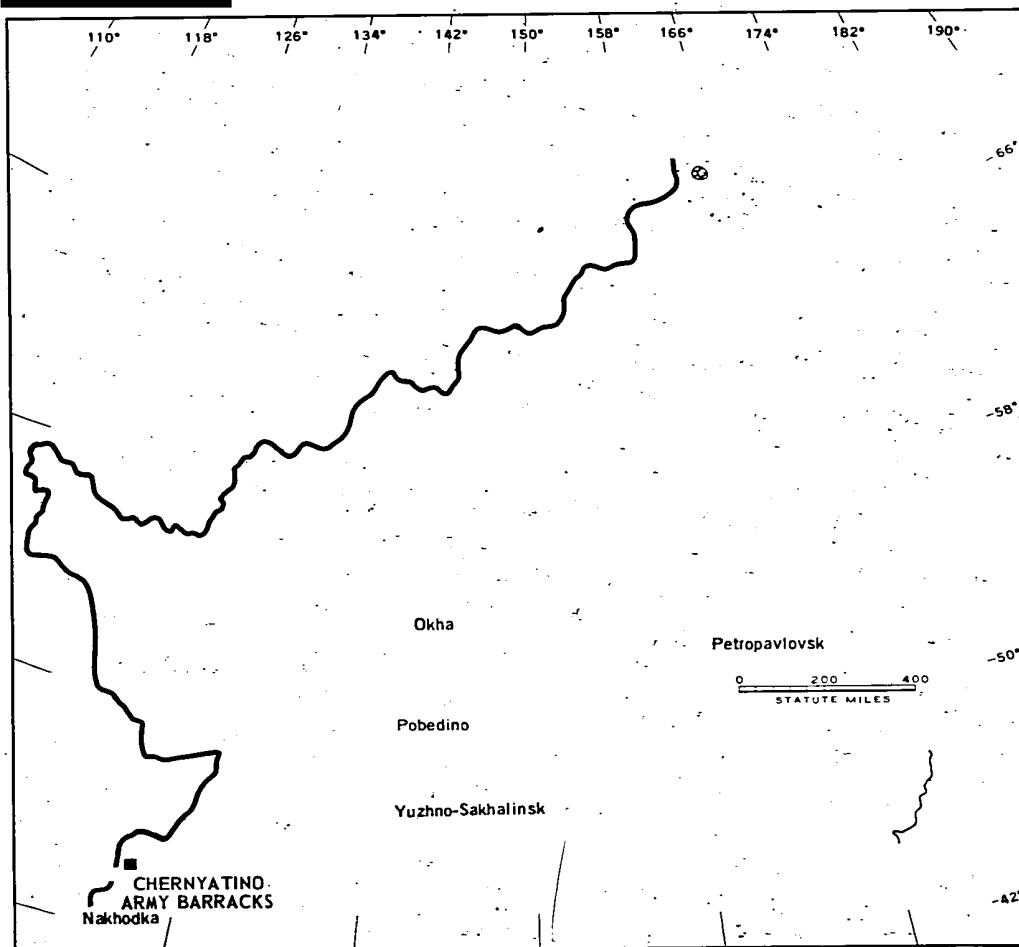 110° 118° 126° 134° 142° 150° 158° 166° 174° 182° 190°
66°
58°
Okha
Petropavlovsk
50°
0 200 400
STATUTE MILES
Pobedino
Yuzhno-Sakhalinsk
CHERNYATINO
ARMY BARRACKS
42°
Nakhodka